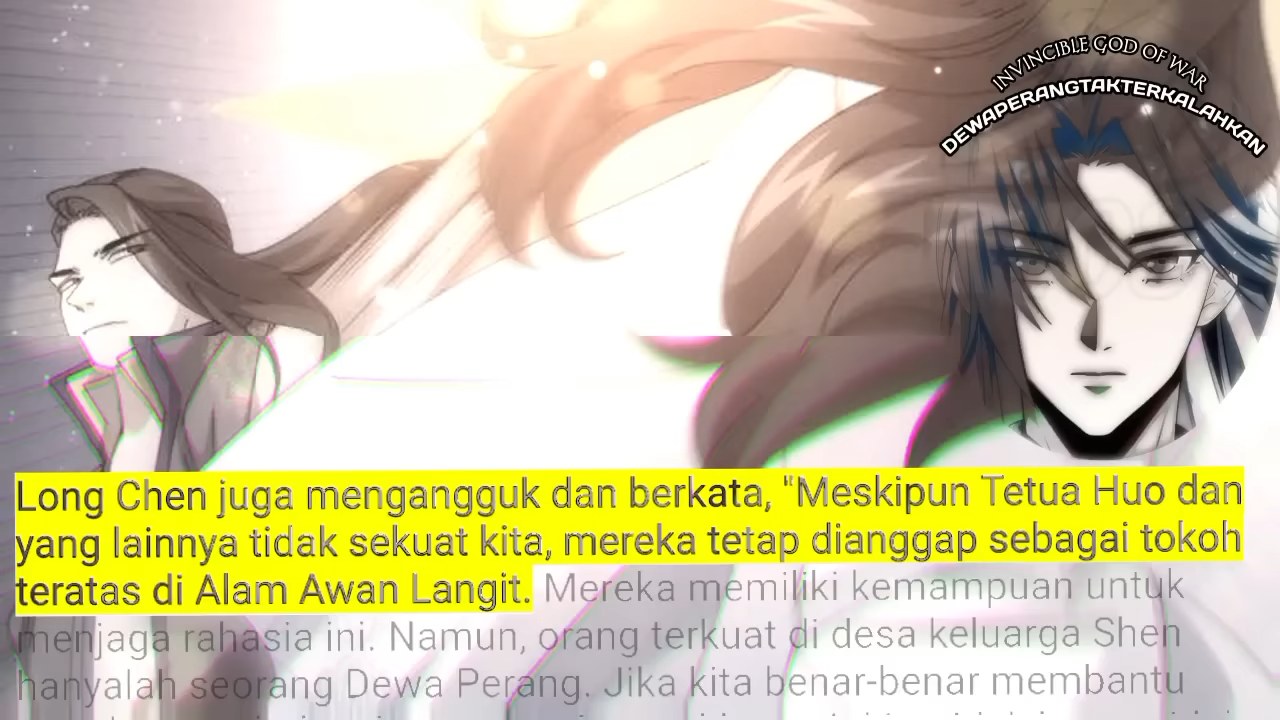 INVINCIBLE GOD OF WAR
DEWAPERANGTAKTERKALAHKAN
Long Chen juga mengangguk dan berkata, "Meskipun Tetua Huo dan
yang lainnya tidak sekuat kita, mereka tetap dianggap sebagai tokoh
teratas di Alam Awan Langit. Mereka memiliki kemampuan untuk
menjaga rahasia ini. Namun, orang terkuat di desa keluarga Shen
hanyalah seorang Dewa Perang. Jika kita benar-benar membantu